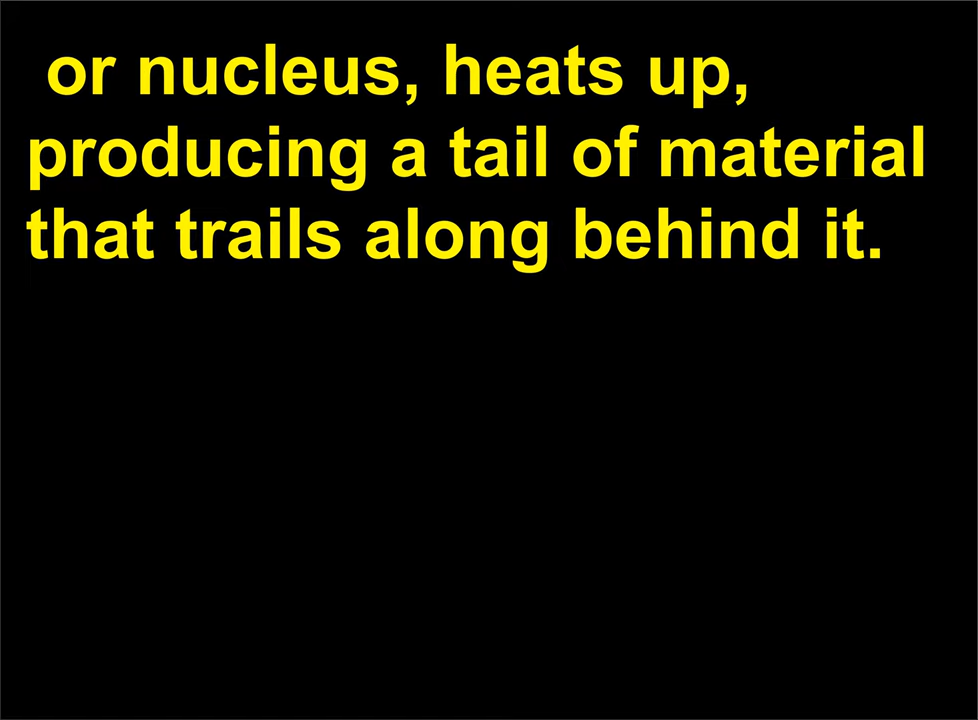 or nucleus, heats up,
producing a tail of material
that trails along behind it.